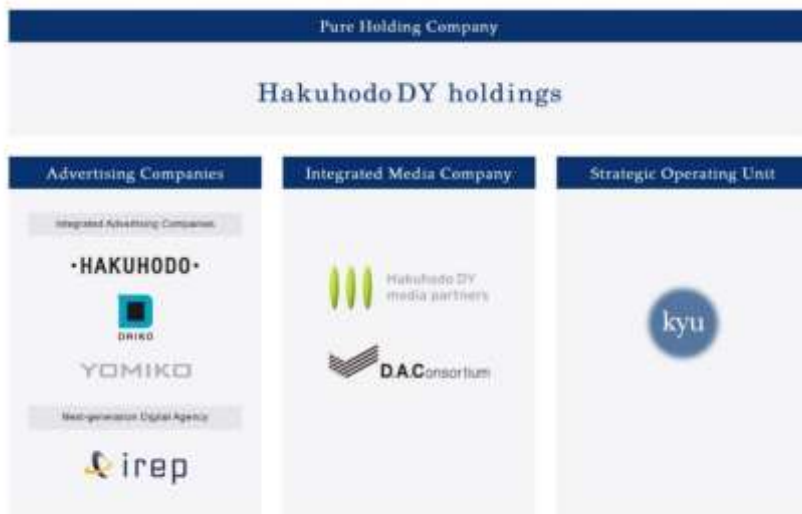 Pure Holding Company
Hakuhodo DY holdings
Advertising Companies
Integrated Advertising Companies
·HAKUHODO·
DAIKO
YOMIKO
Next-generation Digital Agency
irep
Integrated Media Company
Hakuhodo DY
media partners
D.A.Consortium
Strategic Operating Unit
kyu